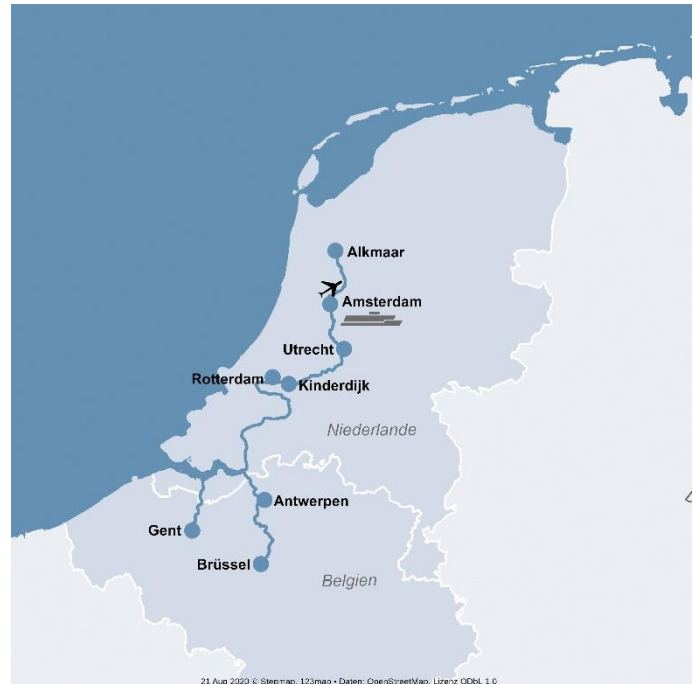 Alkmaar
Amsterdam
Utrecht
Rotterdam
Kinderdijk
Niederlande
Antwerpen
Gent
Brüssel
Belgien
21 Aug 2020 © Stepmap, 123map • Daten: OpenStreetMap, Lizenz ODbL 1.0